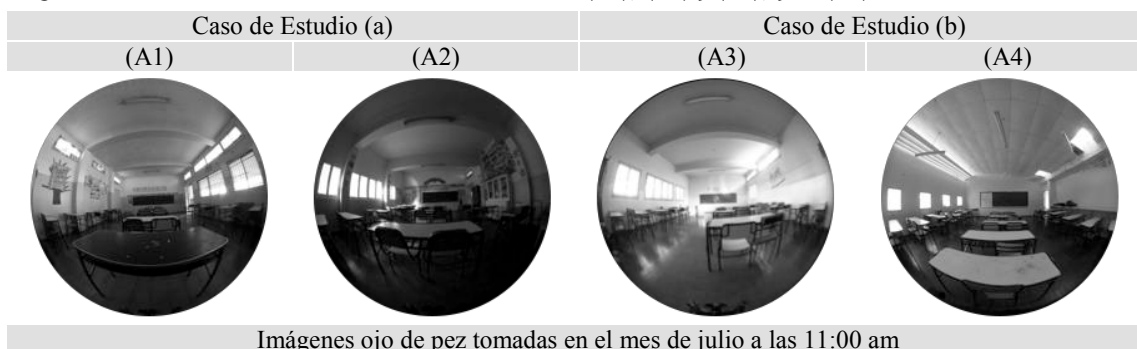 Caso de Estudio (a) Caso de Estudio (b)
(A1) (A2) (A3) (A4)
Imágenes ojo de pez tomadas en el mes de julio a las 11:00 am